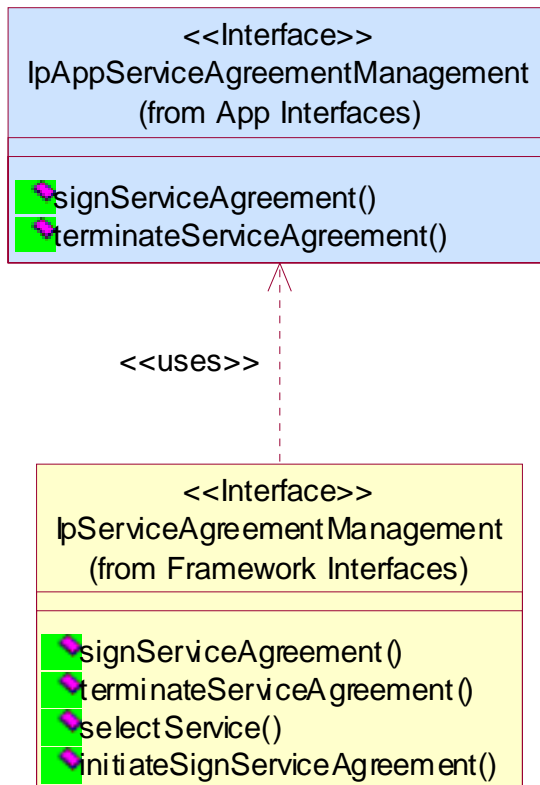 <<Interface>>
IpAppServiceAgreementManagement
(from App Interfaces)
signServiceAgreement()
terminateServiceAgreement()
<<uses>>
<<Interface>>
IpServiceAgreementManagement
(from Framework Interfaces)
signServiceAgreement()
terminateServiceAgreement()
selectService()
initiateSignServiceAgreement()